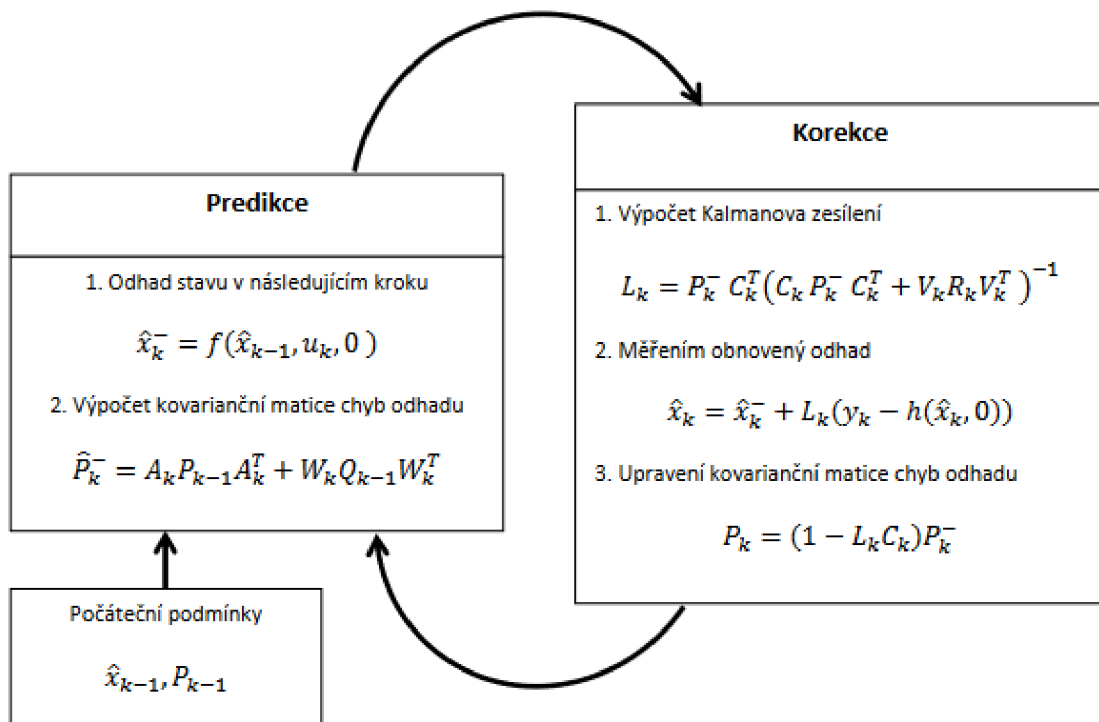 Predikce
1. Odhad stavu v následujícím kroku
x̂ₖ⁻ = f(x̂ₖ₋₁, uₖ, 0 )
2. Výpočet kovarianční matice chyb odhadu
P̂ₖ⁻ = AₖPₖ₋₁Aₖᵀ + WₖQₖ₋₁Wₖᵀ
Počáteční podmínky
x̂ₖ₋₁, Pₖ₋₁
Korekce
1. Výpočet Kalmanova zesílení
Lₖ = Pₖ⁻ Cₖᵀ(Cₖ Pₖ⁻ Cₖᵀ + VₖRₖVₖᵀ )⁻¹
2. Měřením obnovený odhad
x̂ₖ = x̂ₖ⁻ + Lₖ(yₖ − h(x̂ₖ, 0))
3. Upravení kovarianční matice chyb odhadu
Pₖ = (1 − LₖCₖ)Pₖ⁻